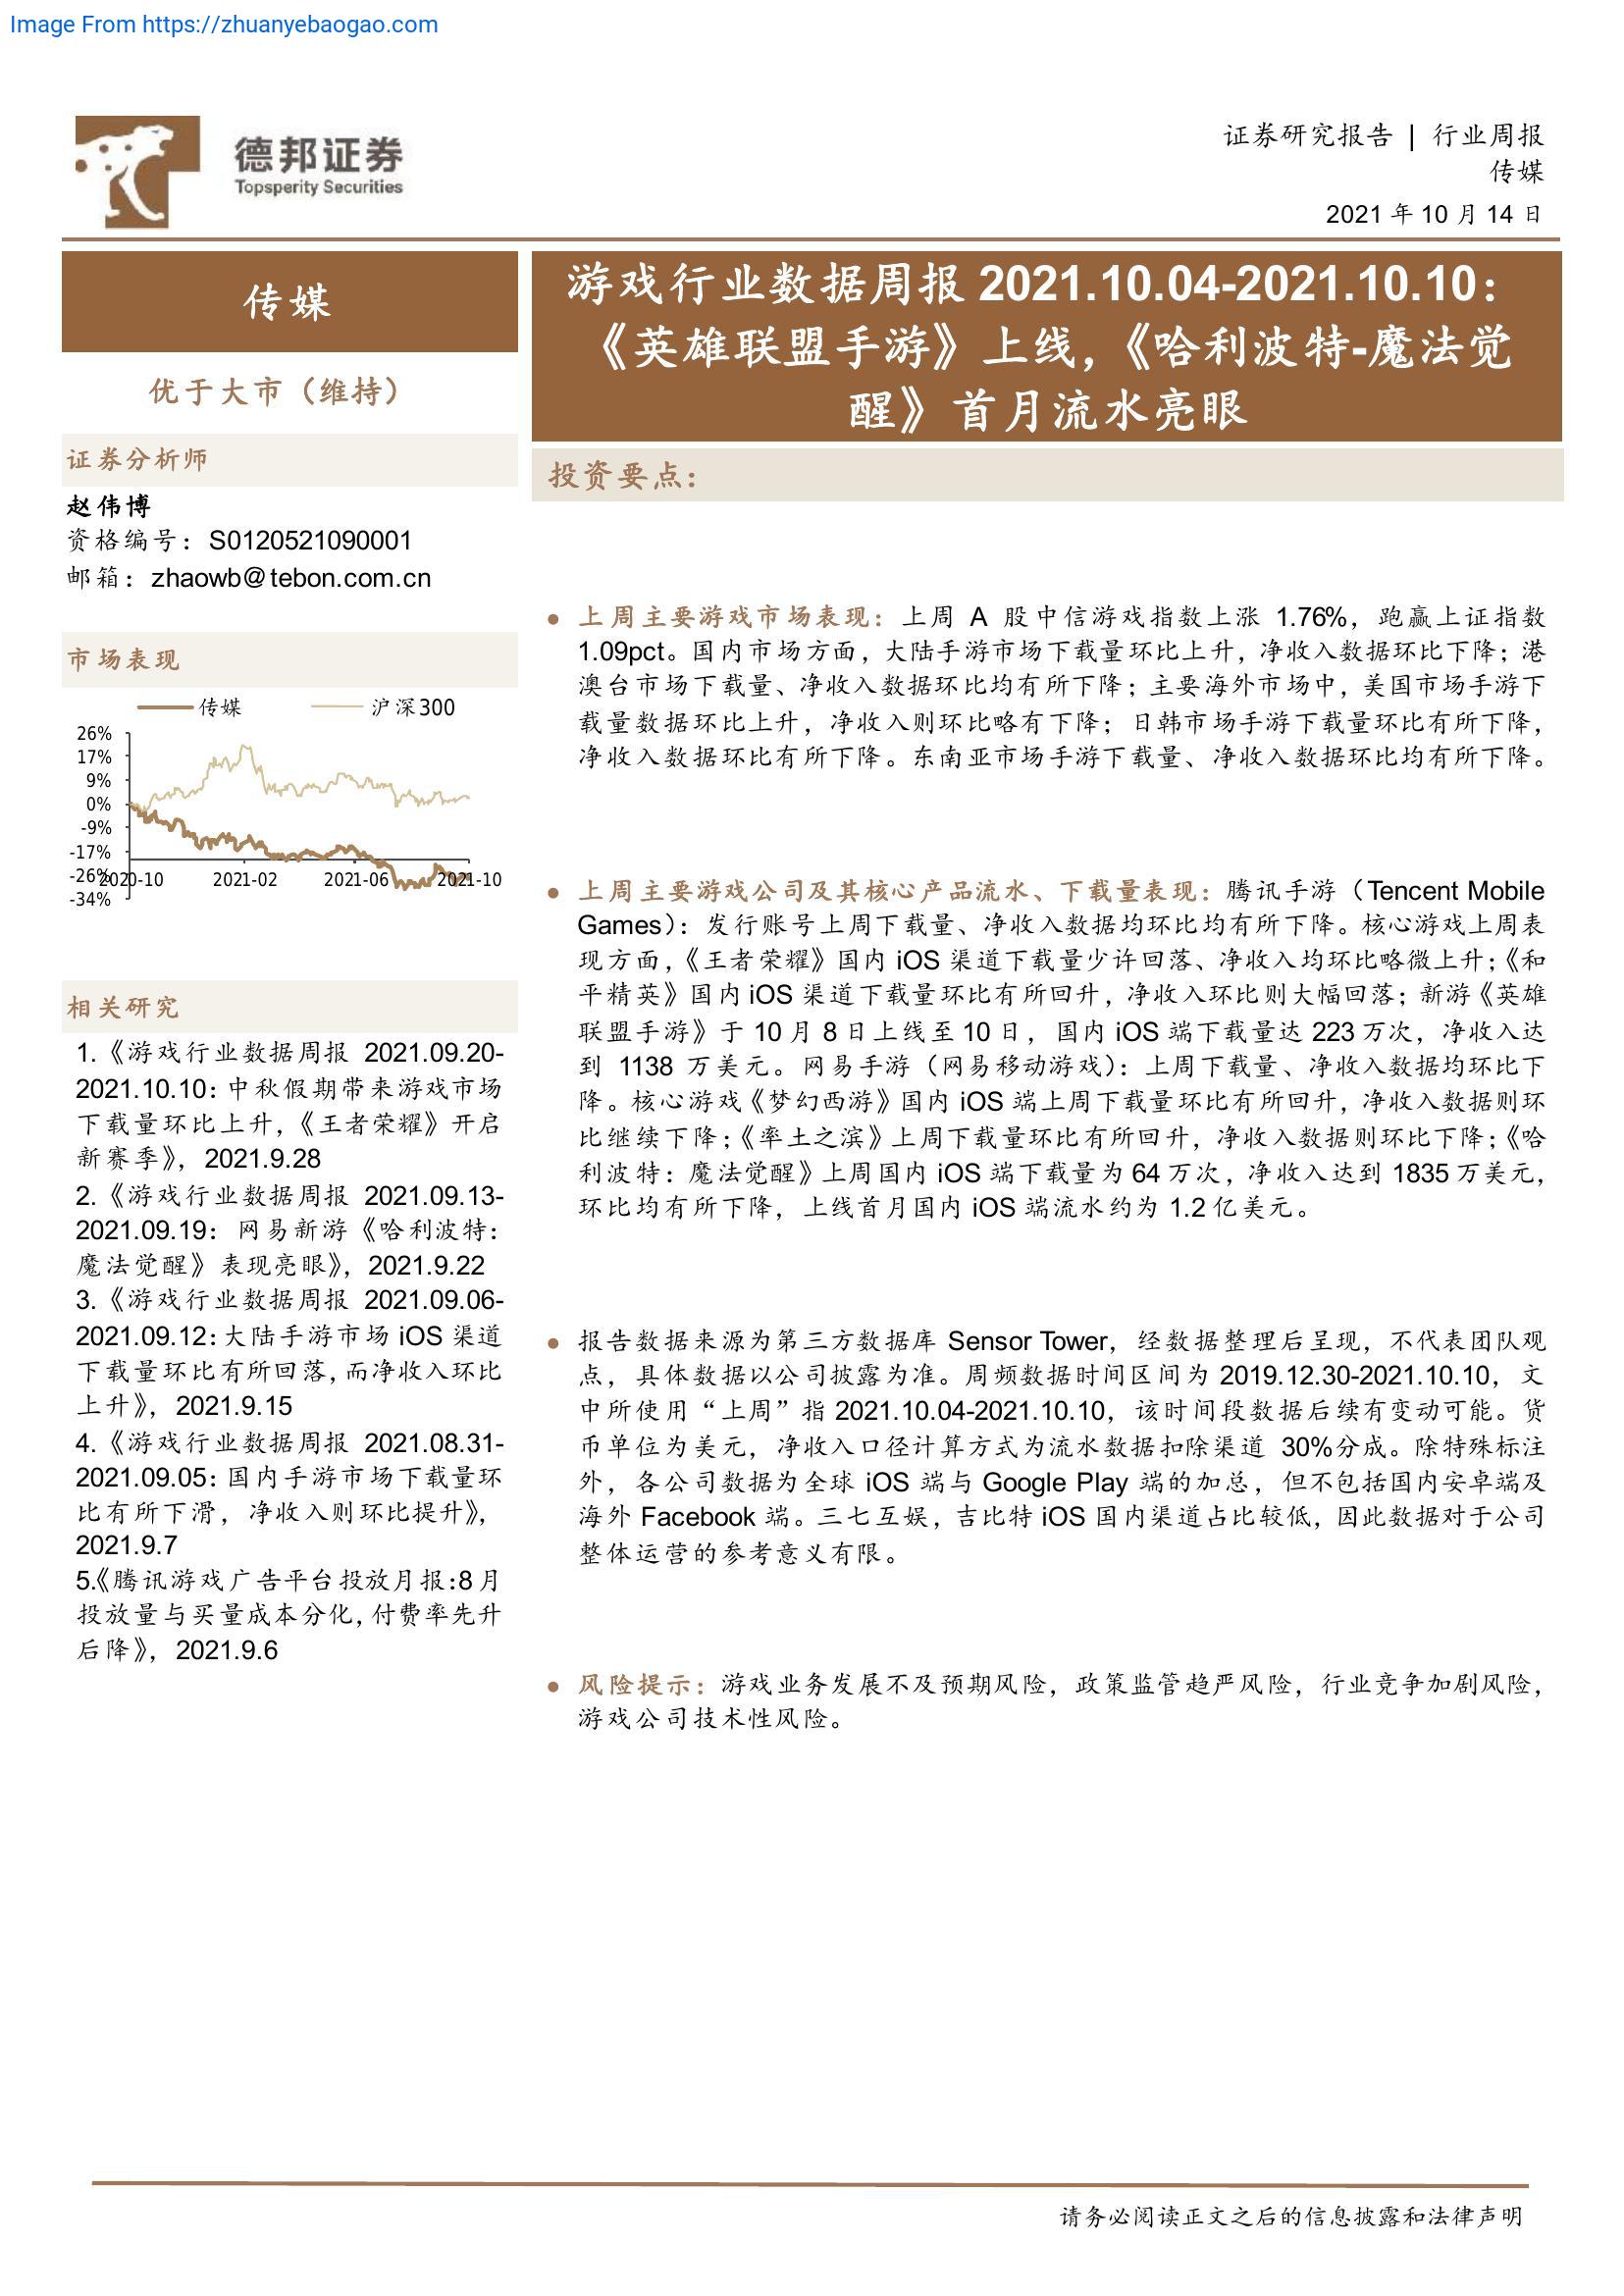 Image From https://zhuanyebaogao.com
德邦证券
Topsperity Securities
证券研究报告 | 行业周报
传媒
2021 年 10 月 14 日
传媒
优于大市（维持）
证券分析师
赵伟博
资格编号：S0120521090001
邮箱：zhaowb@tebon.com.cn
市场表现
传媒 沪深300
26%
17%
9%
0%
-9%
-17%
-26%
-34%
2020-10 2021-02 2021-06 2021-10
相关研究
1.《游戏行业数据周报 2021.09.20-
2021.10.10：中秋假期带来游戏市场
下载量环比上升，《王者荣耀》开启
新赛季》，2021.9.28
2.《游戏行业数据周报 2021.09.13-
2021.09.19：网易新游《哈利波特：
魔法觉醒》表现亮眼》，2021.9.22
3.《游戏行业数据周报 2021.09.06-
2021.09.12：大陆手游市场 iOS 渠道
下载量环比有所回落，而净收入环比
上升》，2021.9.15
4.《游戏行业数据周报 2021.08.31-
2021.09.05：国内手游市场下载量环
比有所下滑，净收入则环比提升》，
2021.9.7
5.《腾讯游戏广告平台投放月报：8 月
投放量与买量成本分化，付费率先升
后降》，2021.9.6
游戏行业数据周报 2021.10.04-2021.10.10：
《英雄联盟手游》上线，《哈利波特-魔法觉
醒》首月流水亮眼
投资要点：
● 上周主要游戏市场表现：上周 A 股中信游戏指数上涨 1.76%，跑赢上证指数
1.09pct。国内市场方面，大陆手游市场下载量环比上升，净收入数据环比下降；港
澳台市场下载量、净收入数据环比均有所下降；主要海外市场中，美国市场手游下
载量数据环比上升，净收入则环比略有下降；日韩市场手游下载量环比有所下降，
净收入数据环比有所下降。东南亚市场手游下载量、净收入数据环比均有所下降。
● 上周主要游戏公司及其核心产品流水、下载量表现：腾讯手游（Tencent Mobile
Games）：发行账号上周下载量、净收入数据均环比均有所下降。核心游戏上周表
现方面，《王者荣耀》国内 iOS 渠道下载量少许回落、净收入均环比略微上升；《和
平精英》国内 iOS 渠道下载量环比有所回升，净收入环比则大幅回落；新游《英雄
联盟手游》于 10 月 8 日上线至 10 日，国内 iOS 端下载量达 223 万次，净收入达
到 1138 万美元。网易手游（网易移动游戏）：上周下载量、净收入数据均环比下
降。核心游戏《梦幻西游》国内 iOS 端上周下载量环比有所回升，净收入数据则环
比继续下降；《率土之滨》上周下载量环比有所回升，净收入数据则环比下降；《哈
利波特：魔法觉醒》上周国内 iOS 端下载量为 64 万次，净收入达到 1835 万美元，
环比均有所下降，上线首月国内 iOS 端流水约为 1.2 亿美元。
● 报告数据来源为第三方数据库 Sensor Tower，经数据整理后呈现，不代表团队观
点，具体数据以公司披露为准。周频数据时间区间为 2019.12.30-2021.10.10，文
中所使用“上周”指 2021.10.04-2021.10.10，该时间段数据后续有变动可能。货
币单位为美元，净收入口径计算方式为流水数据扣除渠道 30%分成。除特殊标注
外，各公司数据为全球 iOS 端与 Google Play 端的加总，但不包括国内安卓端及
海外 Facebook 端。三七互娱，吉比特 iOS 国内渠道占比较低，因此数据对于公司
整体运营的参考意义有限。
● 风险提示：游戏业务发展不及预期风险，政策监管趋严风险，行业竞争加剧风险，
游戏公司技术性风险。
请务必阅读正文之后的信息披露和法律声明